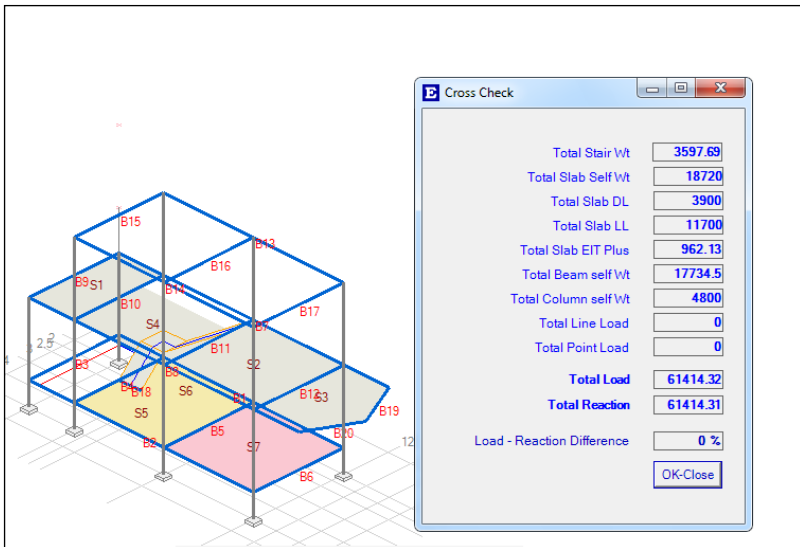 Cross Check
Total Stair Wt 3597.69
Total Slab Self Wt 18720
Total Slab DL 3900
Total Slab LL 11700
Total Slab EIT Plus 962.13
Total Beam self Wt 17734.5
Total Column self Wt 4800
Total Line Load 0
Total Point Load 0
Total Load 61414.32
Total Reaction 61414.31
Load - Reaction Difference 0 %
OK-Close
B15
B13
B16
B9
S1
B14
B10
B17
S4
B7
2
2.5
B11
B3
S2
B8
B18
S6
B12
S3
B1
S5
B19
B5
B20
B2
S7
12
B6